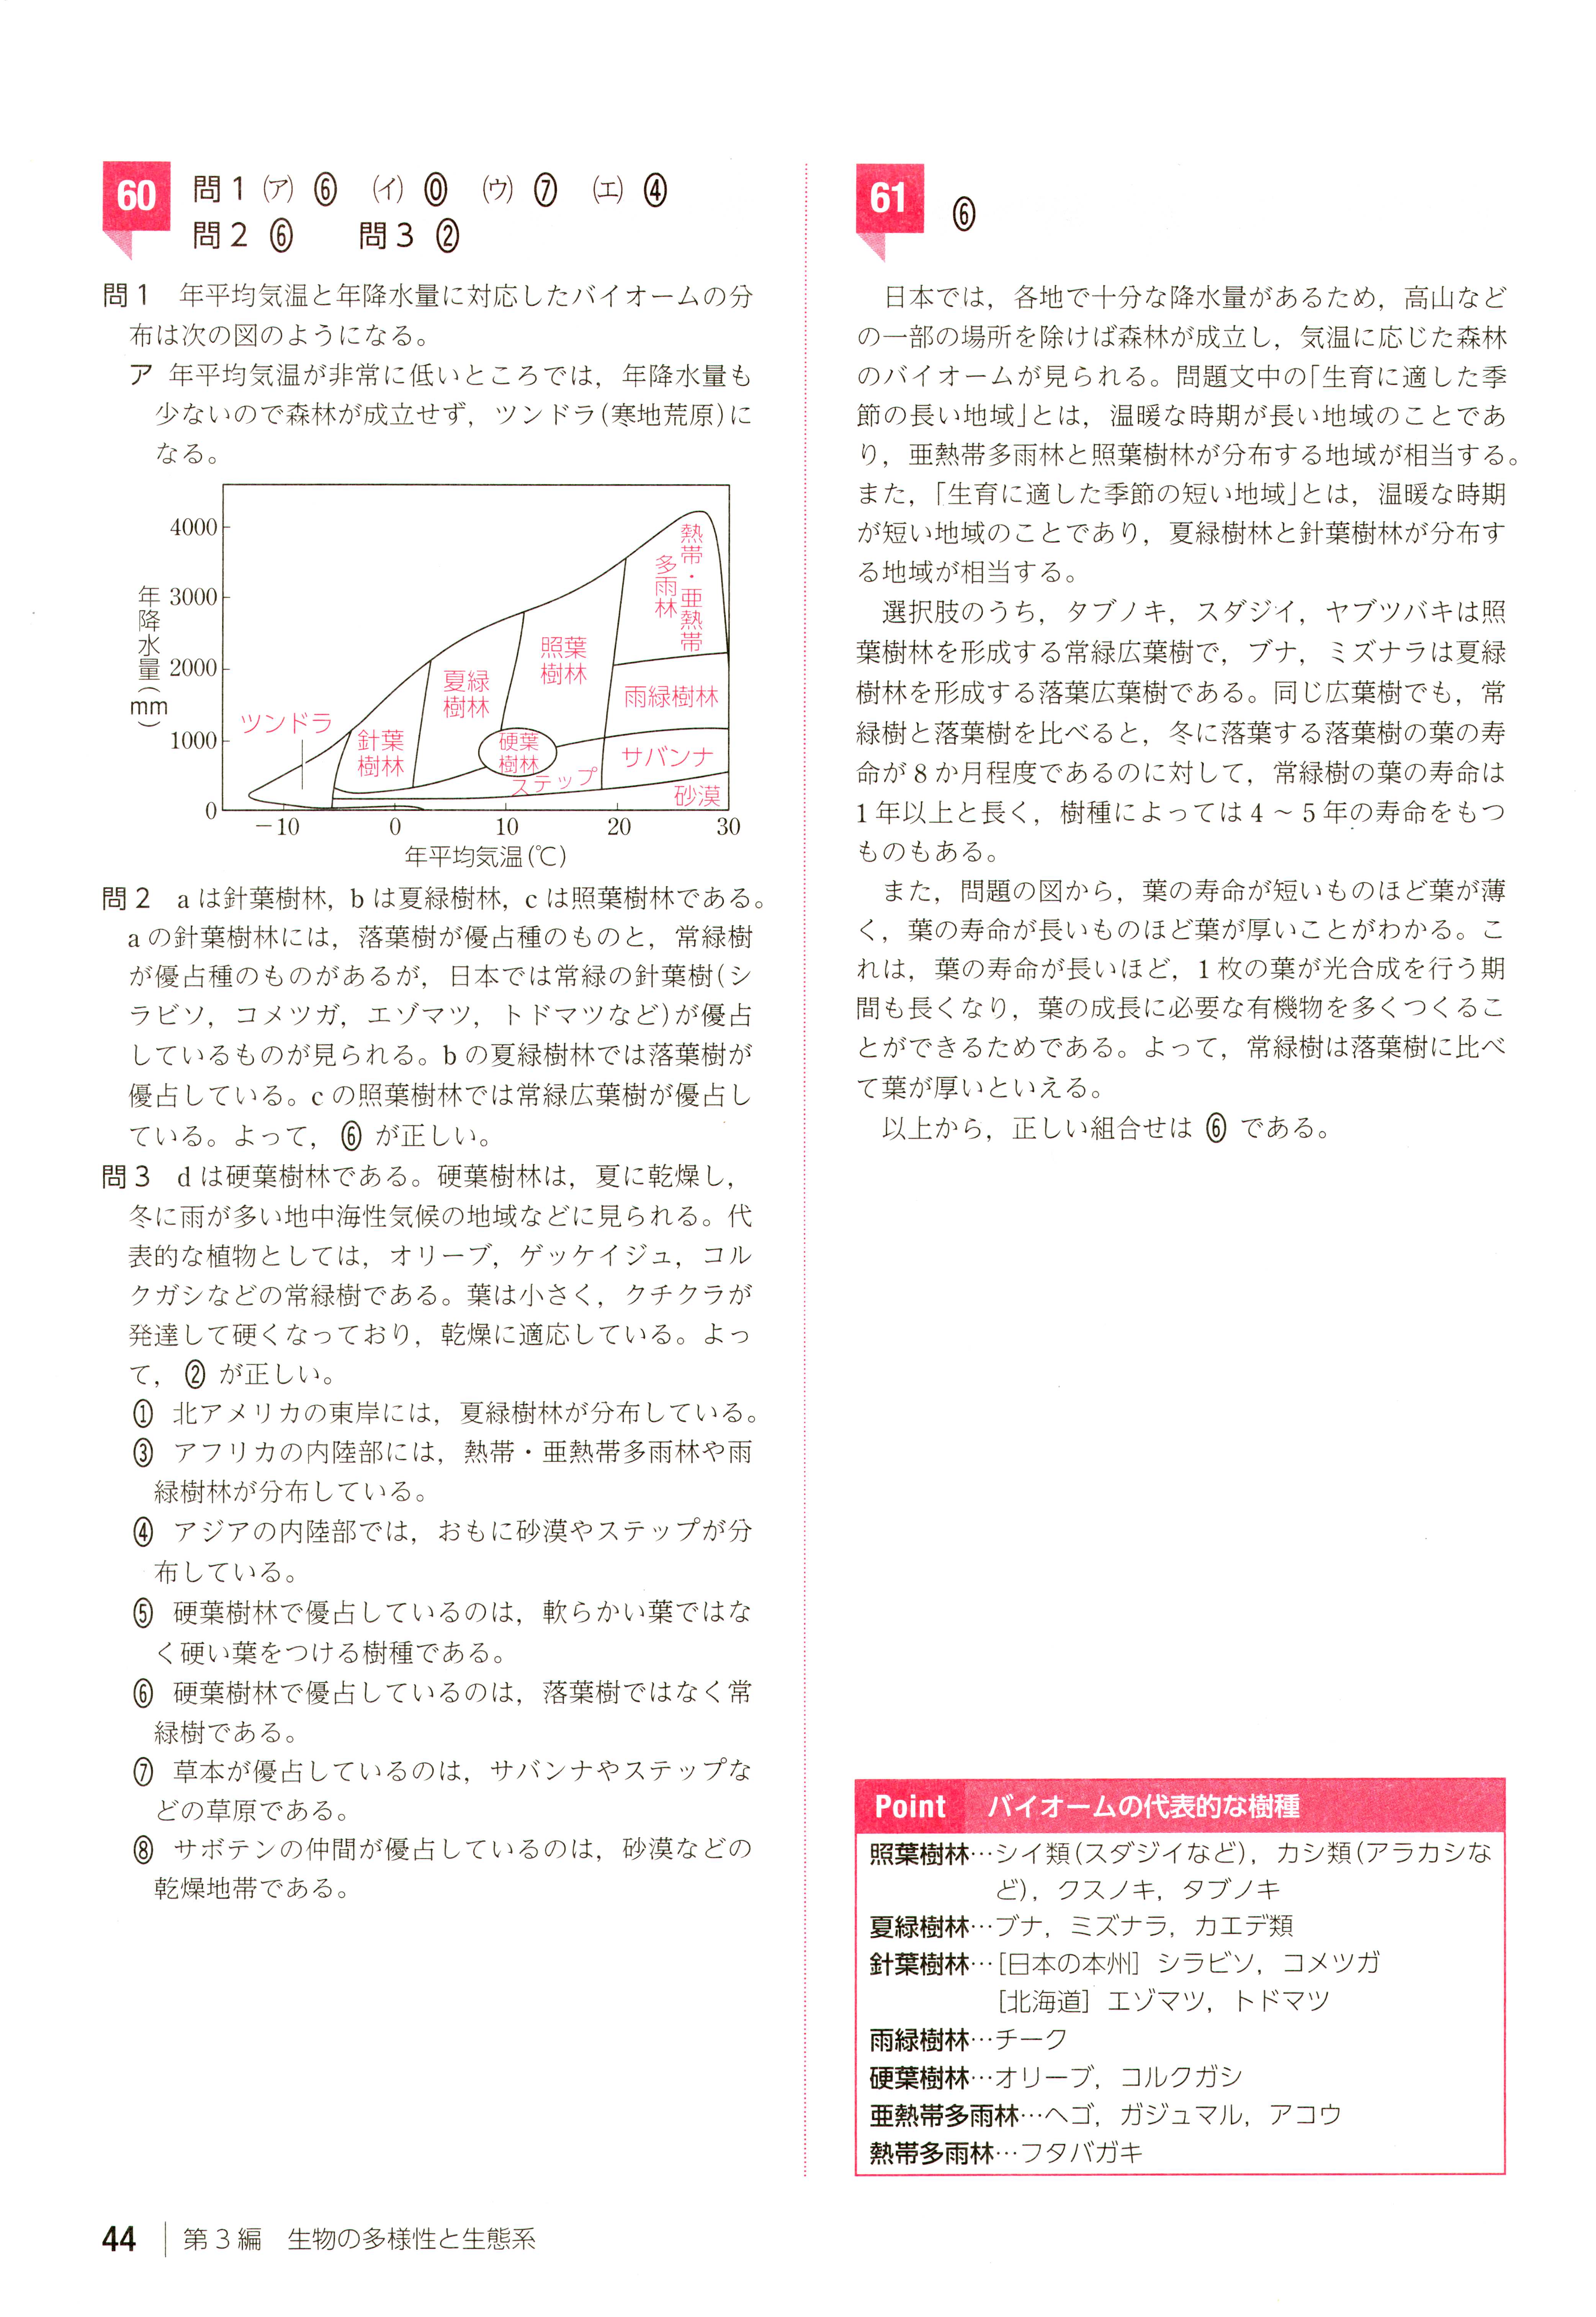 60 問1 ㈠ ⑥ (イ) ⓪ (ウ) ⑦ (エ) ④
問2 ⑥ 問3 ②
問1 年平均気温と年降水量に対応したバイオームの分
布は次の図のようになる。
ア 年平均気温が非常に低いところでは，年降水量も
少ないので森林が成立せず，ツンドラ(寒地荒原)に
なる。
年降水量(mm)
4000
3000
2000
1000
0
ツンドラ
針葉
樹林
夏緑
樹林
照葉
樹林
硬葉
樹林
ステップ
熱帯・亜熱帯
多雨林
雨緑樹林
サバンナ
砂漠
－10 0 10 20 30
年平均気温(℃)
問2 aは針葉樹林，bは夏緑樹林，cは照葉樹林である。
aの針葉樹林には，落葉樹が優占種のものと，常緑樹
が優占種のものがあるが，日本では常緑の針葉樹(シ
ラビソ，コメツガ，エゾマツ，トドマツなど)が優占
しているものが見られる。bの夏緑樹林では落葉樹が
優占している。cの照葉樹林では常緑広葉樹が優占し
ている。よって，⑥ が正しい。
問3 dは硬葉樹林である。硬葉樹林は，夏に乾燥し，
冬に雨が多い地中海性気候の地域などに見られる。代
表的な植物としては，オリーブ，ゲッケイジュ，コル
クガシなどの常緑樹である。葉は小さく，クチクラが
発達して硬くなっており，乾燥に適応している。よっ
て，② が正しい。
① 北アメリカの東岸には，夏緑樹林が分布している。
③ アフリカの内陸部には，熱帯・亜熱帯多雨林や雨
緑樹林が分布している。
④ アジアの内陸部では，おもに砂漠やステップが分
布している。
⑤ 硬葉樹林で優占しているのは，軟らかい葉ではな
く硬い葉をつける樹種である。
⑥ 硬葉樹林で優占しているのは，落葉樹ではなく常
緑樹である。
⑦ 草本が優占しているのは，サバンナやステップな
どの草原である。
⑧ サボテンの仲間が優占しているのは，砂漠などの
乾燥地帯である。
61 ⑥
日本では，各地で十分な降水量があるため，高山など
の一部の場所を除けば森林が成立し，気温に応じた森林
のバイオームが見られる。問題文中の「生育に適した季
節の長い地域」とは，温暖な時期が長い地域のことであ
り，亜熱帯多雨林と照葉樹林が分布する地域が相当する。
また，「生育に適した季節の短い地域」とは，温暖な時期
が短い地域のことであり，夏緑樹林と針葉樹林が分布す
る地域が相当する。
選択肢のうち，タブノキ，スダジイ，ヤブツバキは照
葉樹林を形成する常緑広葉樹で，ブナ，ミズナラは夏緑
樹林を形成する落葉広葉樹である。同じ広葉樹でも，常
緑樹と落葉樹を比べると，冬に落葉する落葉樹の葉の寿
命が8か月程度であるのに対して，常緑樹の葉の寿命は
1年以上と長く，樹種によっては4～5年の寿命をもつ
ものもある。
また，問題の図から，葉の寿命が短いものほど葉が薄
く，葉の寿命が長いものほど葉が厚いことがわかる。こ
れは，葉の寿命が長いほど，1枚の葉が光合成を行う期
間も長くなり，葉の成長に必要な有機物を多くつくるこ
とができるためである。よって，常緑樹は落葉樹に比べ
て葉が厚いといえる。
以上から，正しい組合せは ⑥ である。
Point バイオームの代表的な樹種
照葉樹林…シイ類(スダジイなど)，カシ類(アラカシな
ど)，クスノキ，タブノキ
夏緑樹林…ブナ，ミズナラ，カエデ類
針葉樹林…[日本の本州] シラビソ，コメツガ
[北海道] エゾマツ，トドマツ
雨緑樹林…チーク
硬葉樹林…オリーブ，コルクガシ
亜熱帯多雨林…ヘゴ，ガジュマル，アコウ
熱帯多雨林…フタバガキ
44 第3編 生物の多様性と生態系